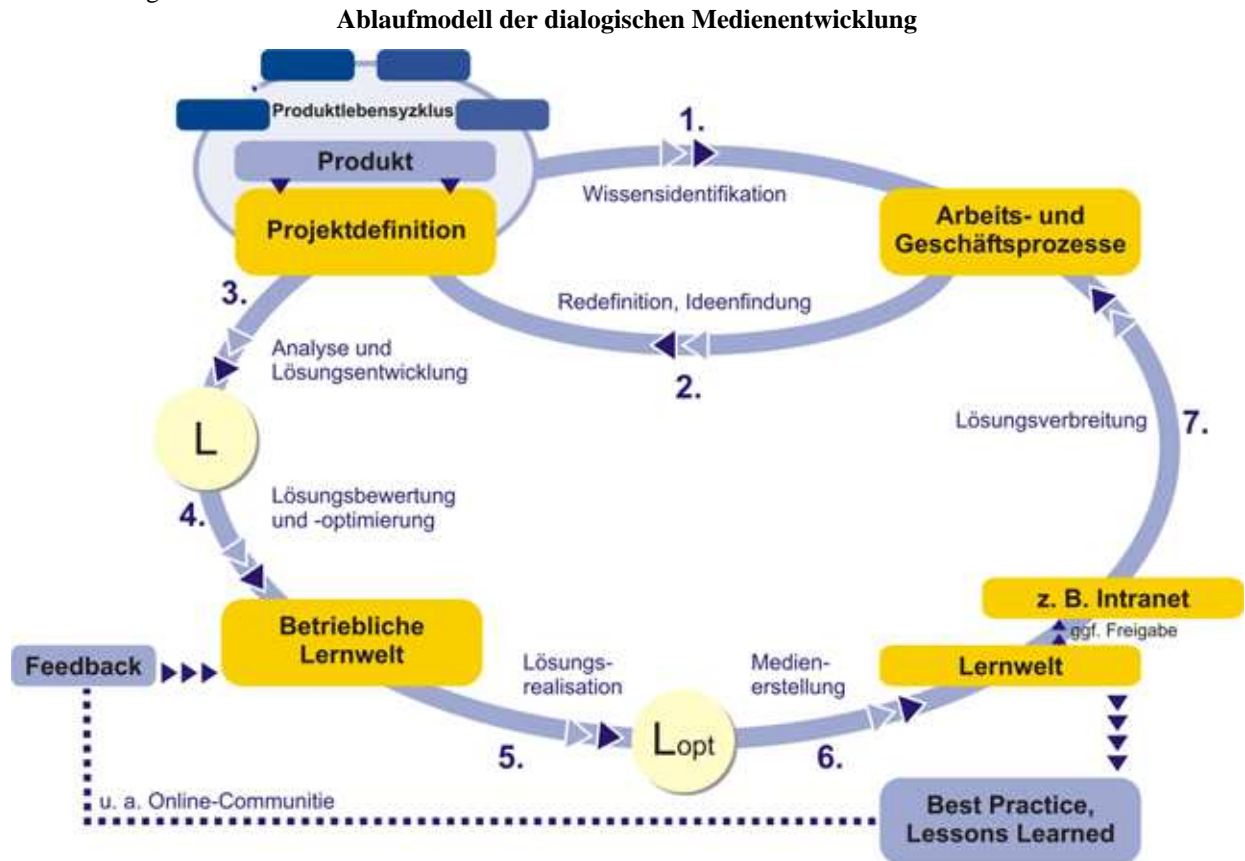 Ablaufmodell der dialogischen Medienentwicklung
Produktlebensyzklus
Produkt
Projektdefinition
1.
Wissensidentifikation
Arbeits- und
Geschäftsprozesse
Redefinition, Ideenfindung
2.
3.
Analyse und
Lösungsentwicklung
L
4.
Lösungsbewertung
und -optimierung
Betriebliche
Lernwelt
Feedback
Lösungs-
realisation
5.
Lopt
Medien-
erstellung
6.
Lernwelt
ggf. Freigabe
z. B. Intranet
Lösungsverbreitung
7.
Best Practice,
Lessons Learned
u. a. Online-Communitie